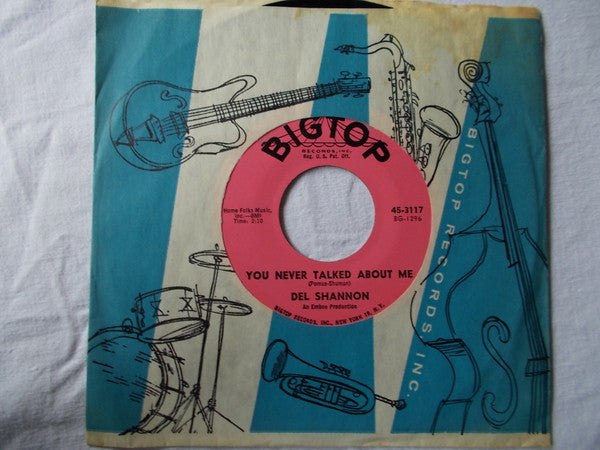 BIGTOP
RECORDS, INC.
Reg. U. S. Pat. Off.
Home Folks Music,
Inc.—BMI
Time: 2:10
45-3117
BG-1296
YOU NEVER TALKED ABOUT ME
(Pomus-Shuman)
DEL SHANNON
An Embee Production
BIGTOP RECORDS, INC., NEW YORK 19, N. Y.
BIGTOP RECORDS INC.